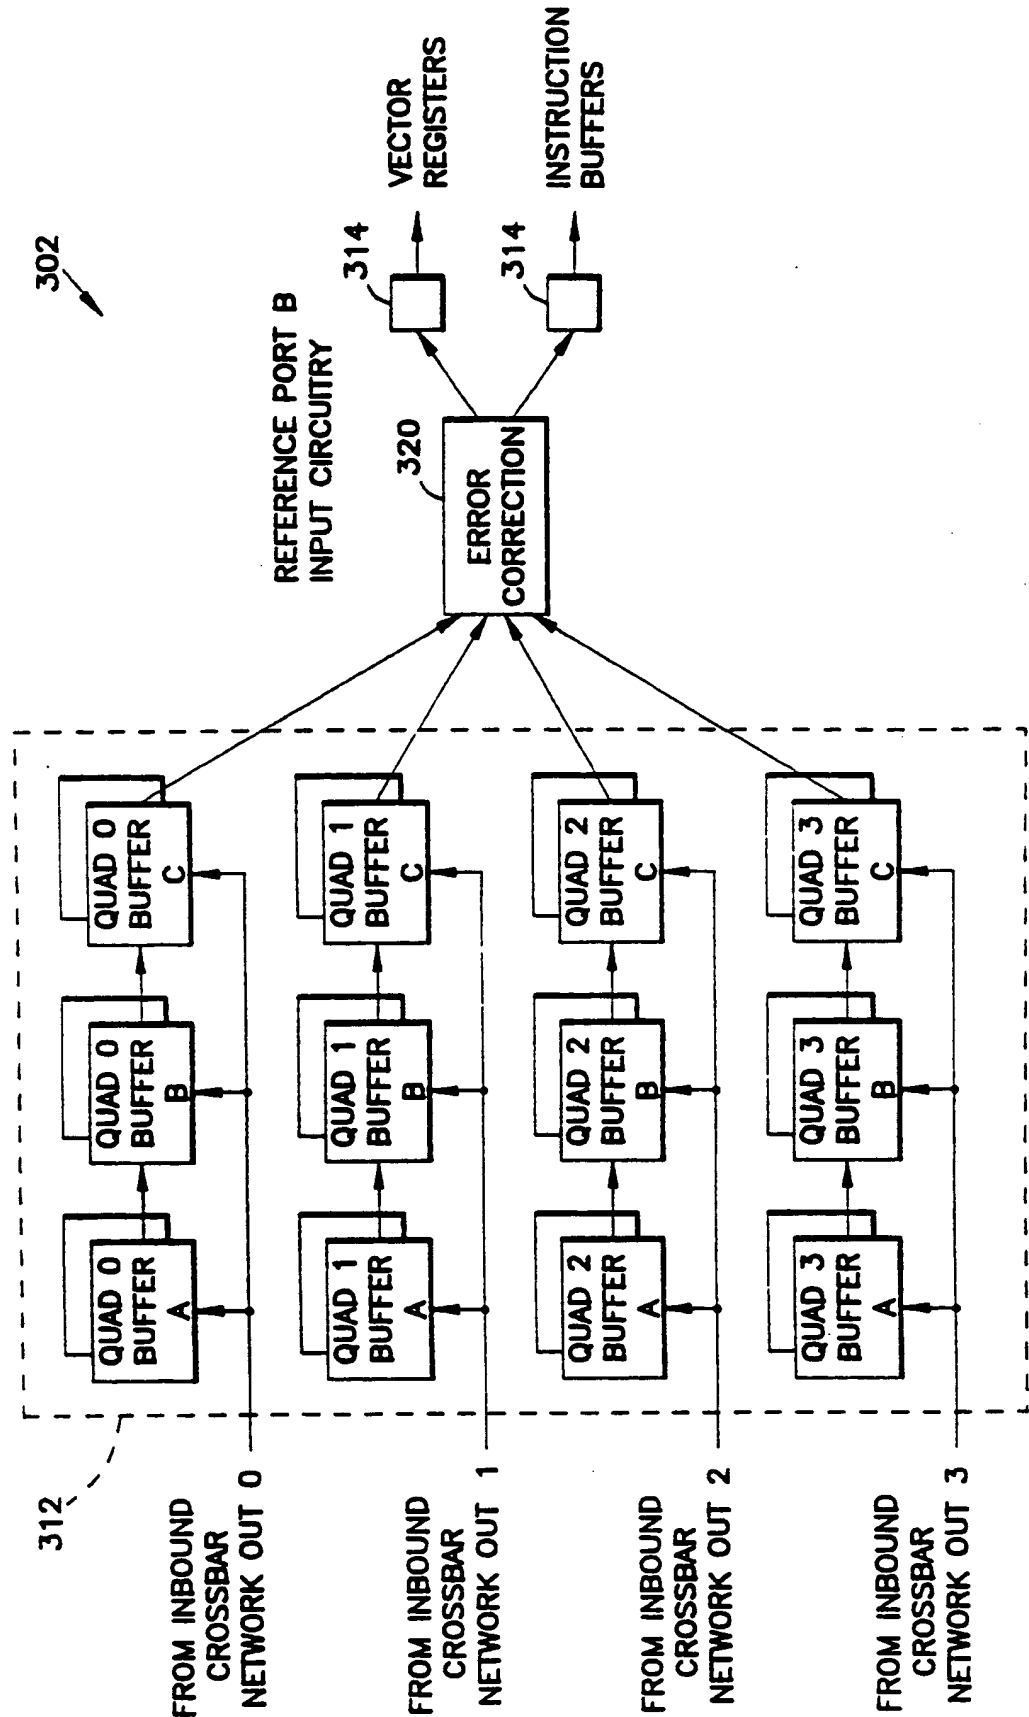 302
REFERENCE PORT B
INPUT CIRCUITRY
312
FROM INBOUND
CROSSBAR
NETWORK OUT 0
QUAD 0
BUFFER
A
QUAD 0
BUFFER
B
QUAD 0
BUFFER
C
FROM INBOUND
CROSSBAR
NETWORK OUT 1
QUAD 1
BUFFER
A
QUAD 1
BUFFER
B
QUAD 1
BUFFER
C
FROM INBOUND
CROSSBAR
NETWORK OUT 2
QUAD 2
BUFFER
A
QUAD 2
BUFFER
B
QUAD 2
BUFFER
C
FROM INBOUND
CROSSBAR
NETWORK OUT 3
QUAD 3
BUFFER
A
QUAD 3
BUFFER
B
QUAD 3
BUFFER
C
320
ERROR
CORRECTION
314
VECTOR
REGISTERS
314
INSTRUCTION
BUFFERS